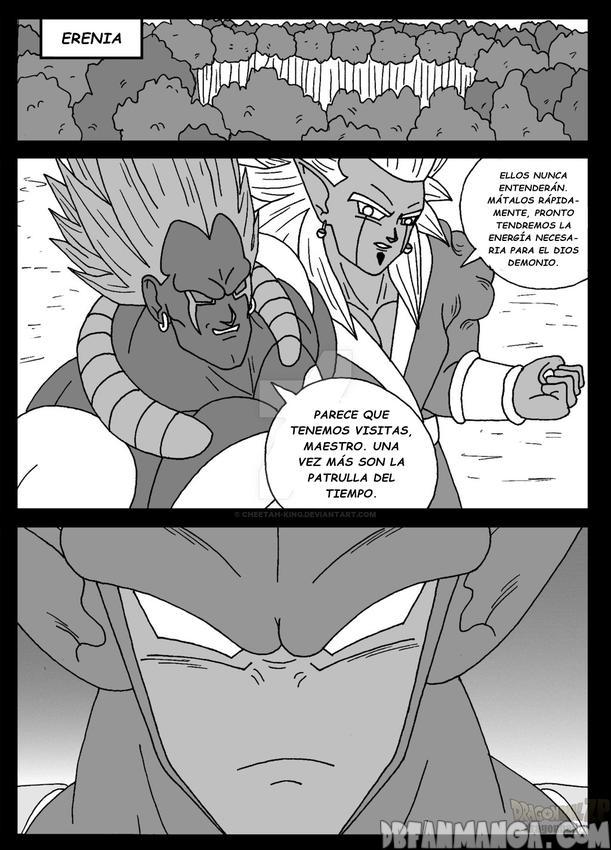 ERENIA
ELLOS NUNCA
ENTENDERÁN.
MÁTALOS RÁPIDA-
MENTE, PRONTO
TENDREMOS LA
ENERGÍA NECESA-
RIA PARA EL DIOS
DEMONIO.
PARECE QUE
TENEMOS VISITAS,
MAESTRO. UNA
VEZ MÁS SON LA
PATRULLA DEL
TIEMPO.
© CHEETAH-KING.DEVIANTART.COM
DBFANMANGA.COM